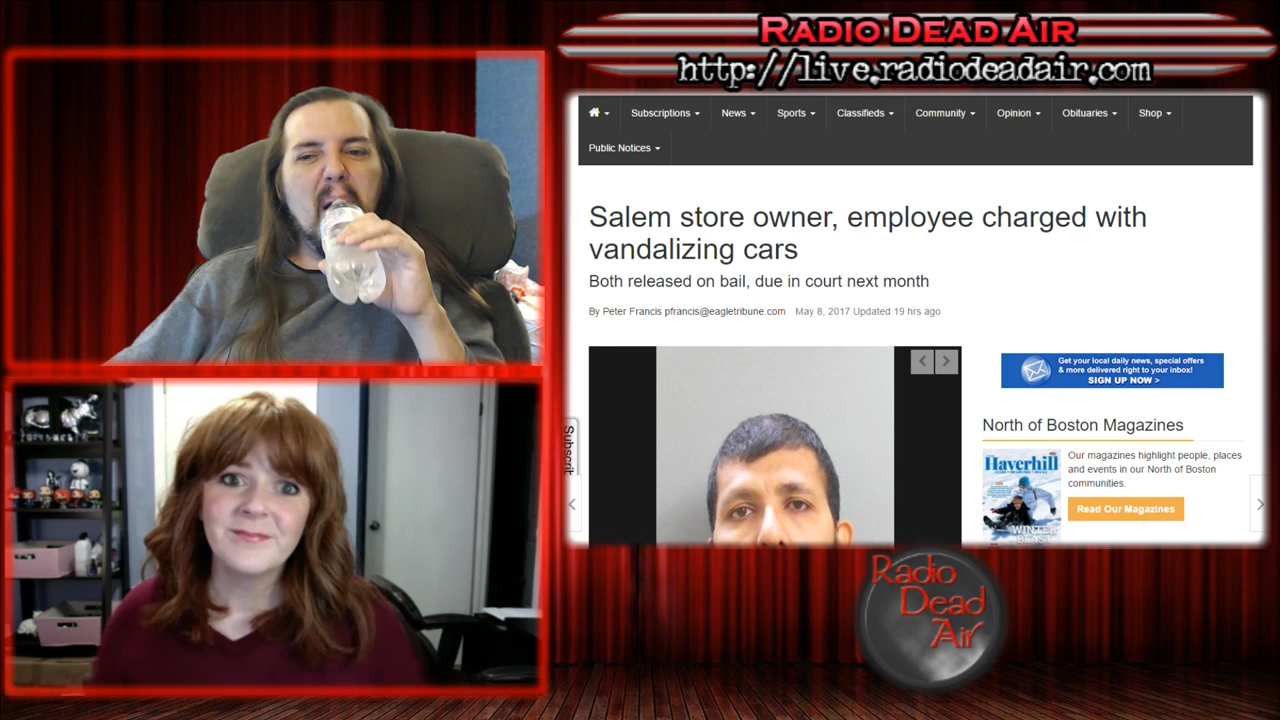 RADIO DEAD AIR
http://live.radiodeadair.com
Subscriptions News Sports Classifieds Community Opinion Obituaries Shop
Public Notices
Salem store owner, employee charged with
vandalizing cars
Both released on bail, due in court next month
By Peter Francis pfrancis@eagletribune.com May 8, 2017 Updated 19 hrs ago
Get your local daily news, special offers
& more delivered right to your inbox!
SIGN UP NOW >
Subscrib
North of Boston Magazines
Haverhill
WINTER
Our magazines highlight people, places
and events in our North of Boston
communities.
Read Our Magazines
Radio
Dead
Air